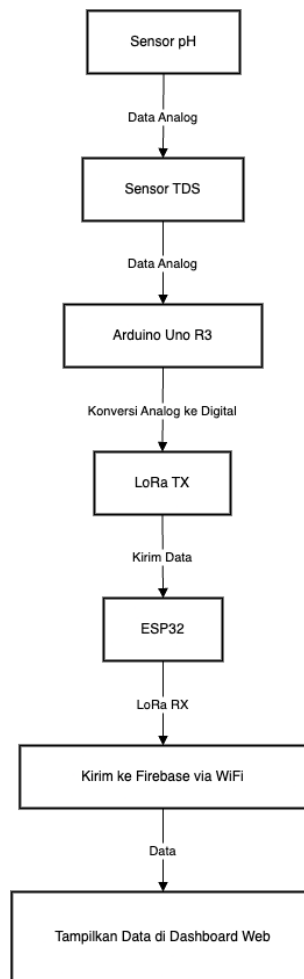 Sensor pH
Data Analog
Sensor TDS
Data Analog
Arduino Uno R3
Konversi Analog ke Digital
LoRa TX
Kirim Data
ESP32
LoRa RX
Kirim ke Firebase via WiFi
Data
Tampilkan Data di Dashboard Web